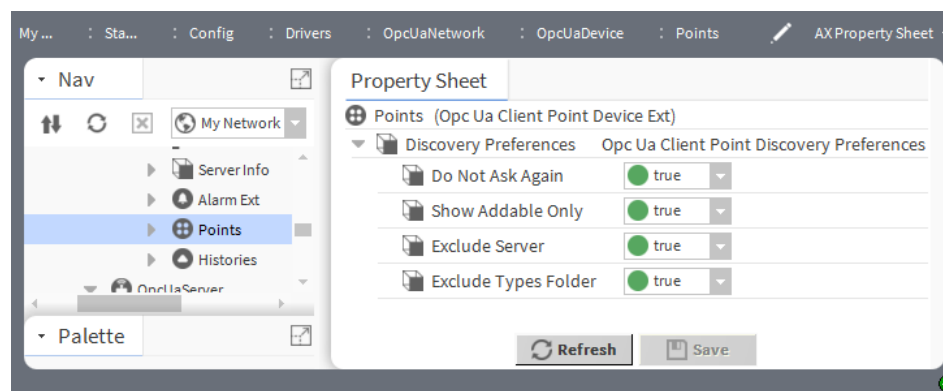 My ... : Sta... : Config : Drivers : OpcUaNetwork : OpcUaDevice : Points AX Property Sheet
Nav
My Network
Server Info
Alarm Ext
Points
Histories
OpcUaServer
Palette
Property Sheet
Points (Opc Ua Client Point Device Ext)
Discovery Preferences Opc Ua Client Point Discovery Preferences
Do Not Ask Again true
Show Addable Only true
Exclude Server true
Exclude Types Folder true
Refresh Save